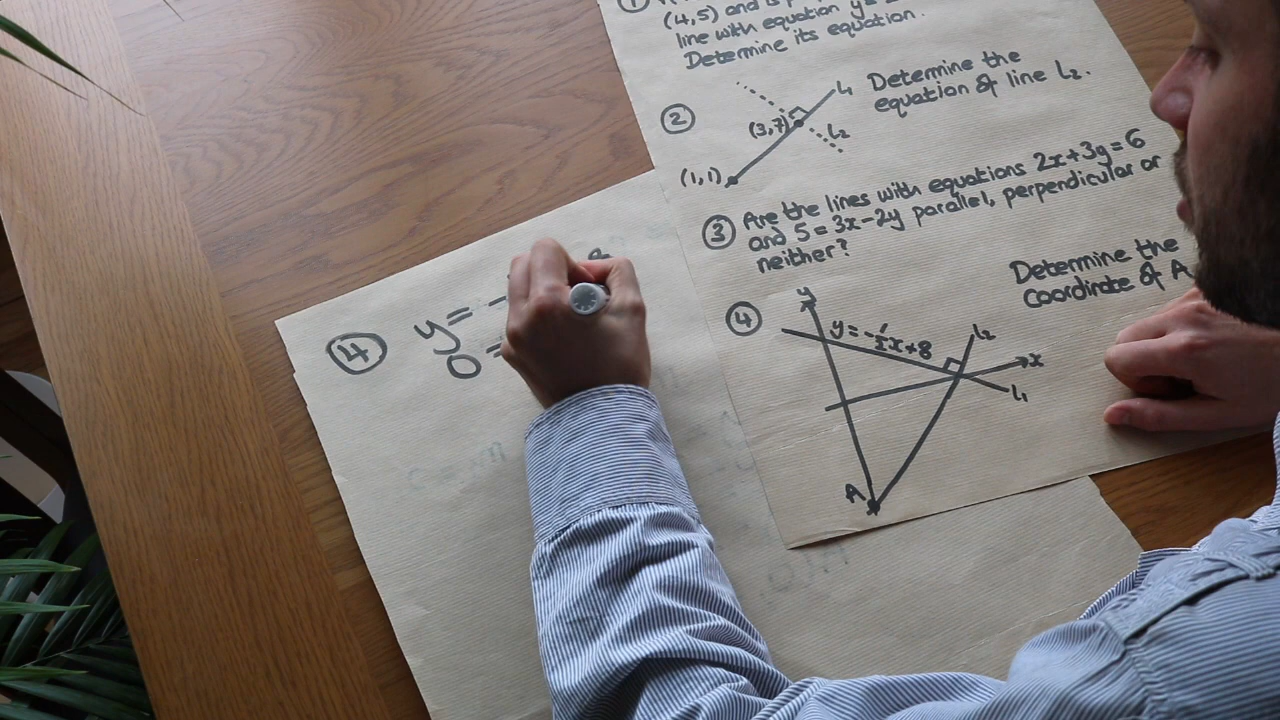 ①
(4,5) and is
line with equation y=
Determine its equation.
②
L₁
Determine the
equation of line L₂.
(3,7)
L₂
(1,1)
③ Are the lines with equations 2x+3y=6
and 5=3x-2y parallel, perpendicular or
neither?
Determine the
coordinate of A
④
y
y=-½x+8
L₂
x
L₁
A
④ y=-
0=